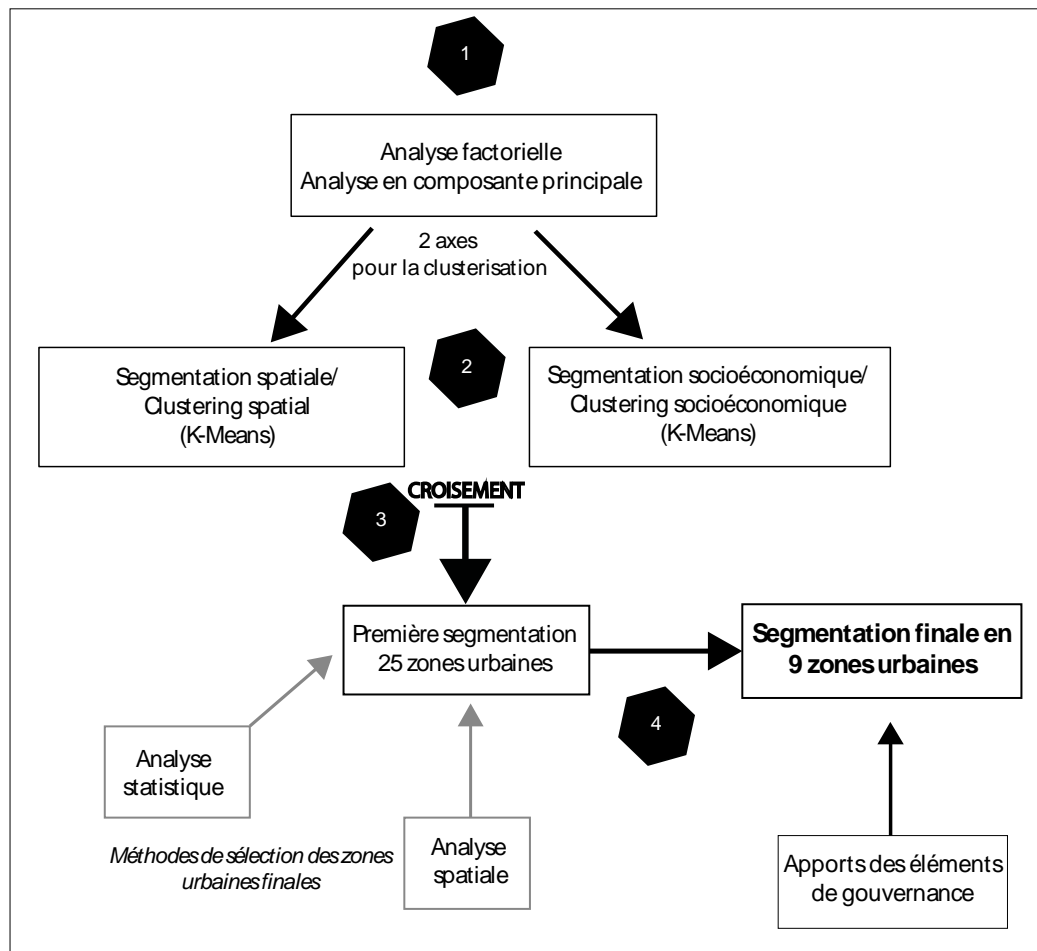 1
Analyse factorielle
Analyse en composante principale
2 axes
pour la clusterisation
Segmentation spatiale/
Clustering spatial
(K-Means)
2
Segmentation socioéconomique/
Clustering socioéconomique
(K-Means)
CROISEMENT
3
Première segmentation
25 zones urbaines
Segmentation finale en
9 zones urbaines
4
Analyse
statistique
Méthodes de sélection des zones
urbaines finales
Analyse
spatiale
Apports des éléments
de gouvernance